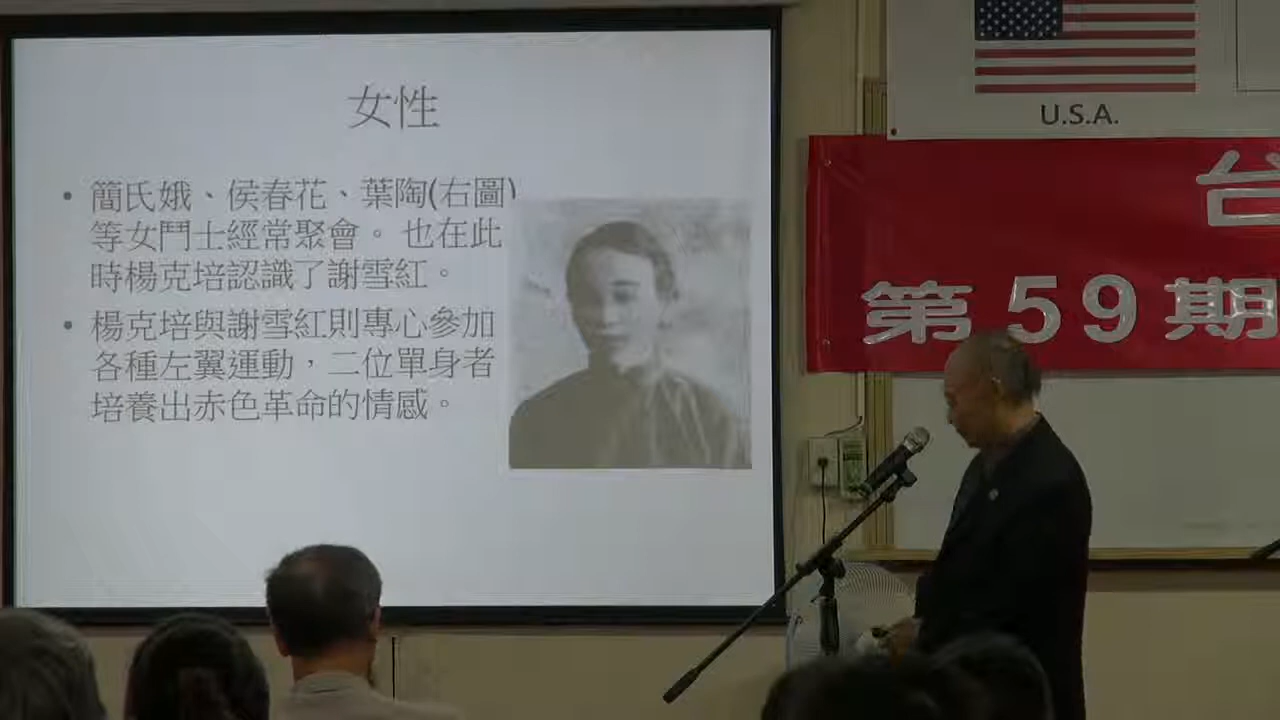 女性
• 簡氏娥、侯春花、葉陶(右圖)
等女鬥士經常聚會。 也在此
時楊克培認識了謝雪紅。
• 楊克培與謝雪紅則專心參加
各種左翼運動，二位單身者
培養出赤色革命的情感。
U.S.A.
台
第59期